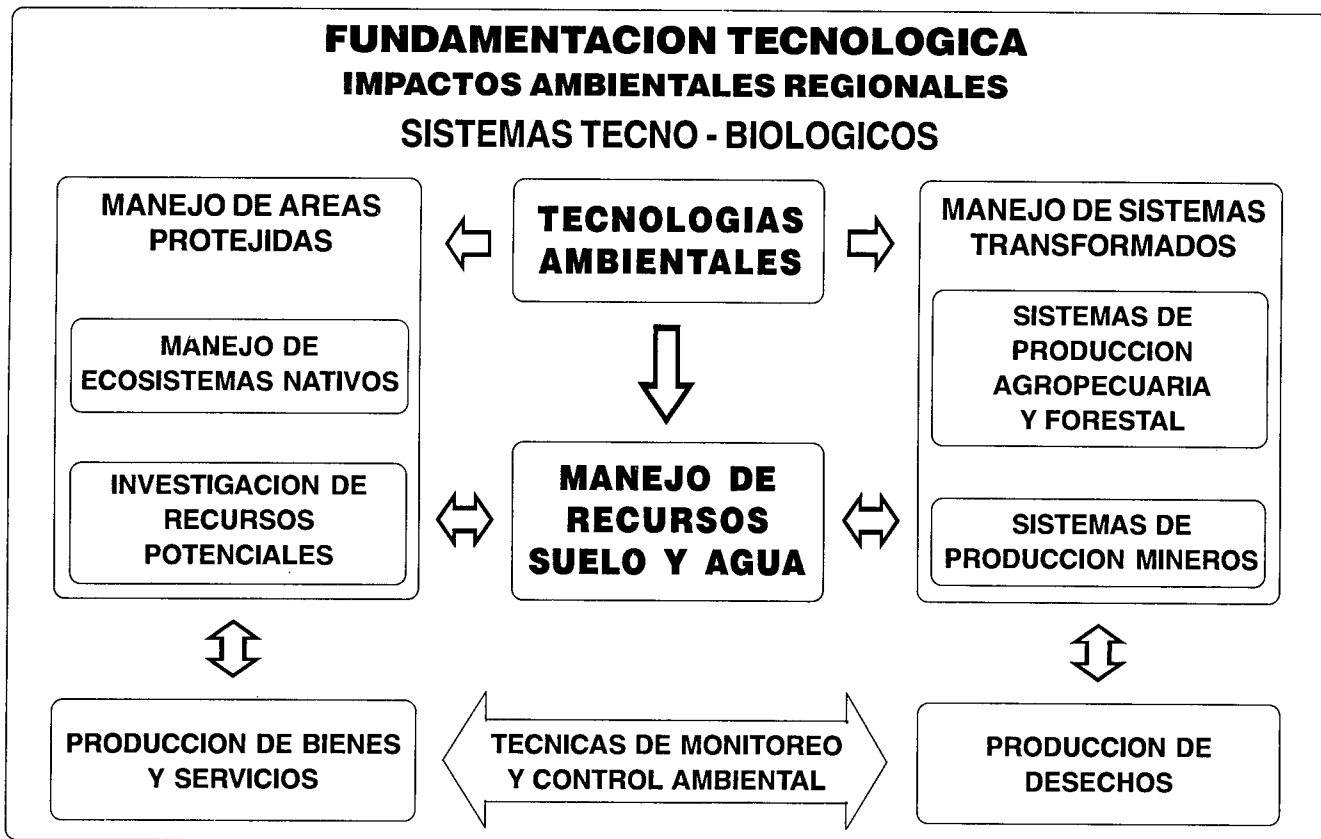 FUNDAMENTACION TECNOLOGICA
IMPACTOS AMBIENTALES REGIONALES
SISTEMAS TECNO - BIOLOGICOS
MANEJO DE AREAS
PROTEJIDAS
MANEJO DE
ECOSISTEMAS NATIVOS
INVESTIGACION DE
RECURSOS
POTENCIALES
TECNOLOGIAS
AMBIENTALES
MANEJO DE
RECURSOS
SUELO Y AGUA
MANEJO DE SISTEMAS
TRANSFORMADOS
SISTEMAS DE
PRODUCCION
AGROPECUARIA
Y FORESTAL
SISTEMAS DE
PRODUCCION MINEROS
PRODUCCION DE BIENES
Y SERVICIOS
TECNICAS DE MONITOREO
Y CONTROL AMBIENTAL
PRODUCCION DE
DESECHOS